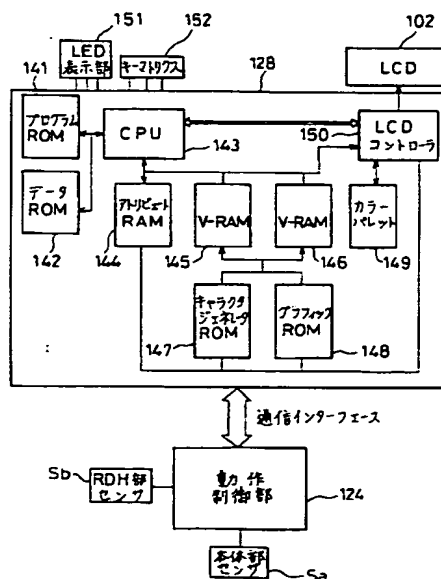 151
LED
表示部
152
キーマトリクス
102
LCD
141
128
プログラム
ROM
CPU
143
150
LCD
コントローラ
データ
ROM
142
アトリビュート
RAM
144
V-RAM
145
V-RAM
146
カラー
パレット
149
キャラクタ
ジェネレータ
ROM
147
グラフィック
ROM
148
通信インターフェース
Sb
RDH部
センサ
動作
制御部
124
本体部
センサ
Sa